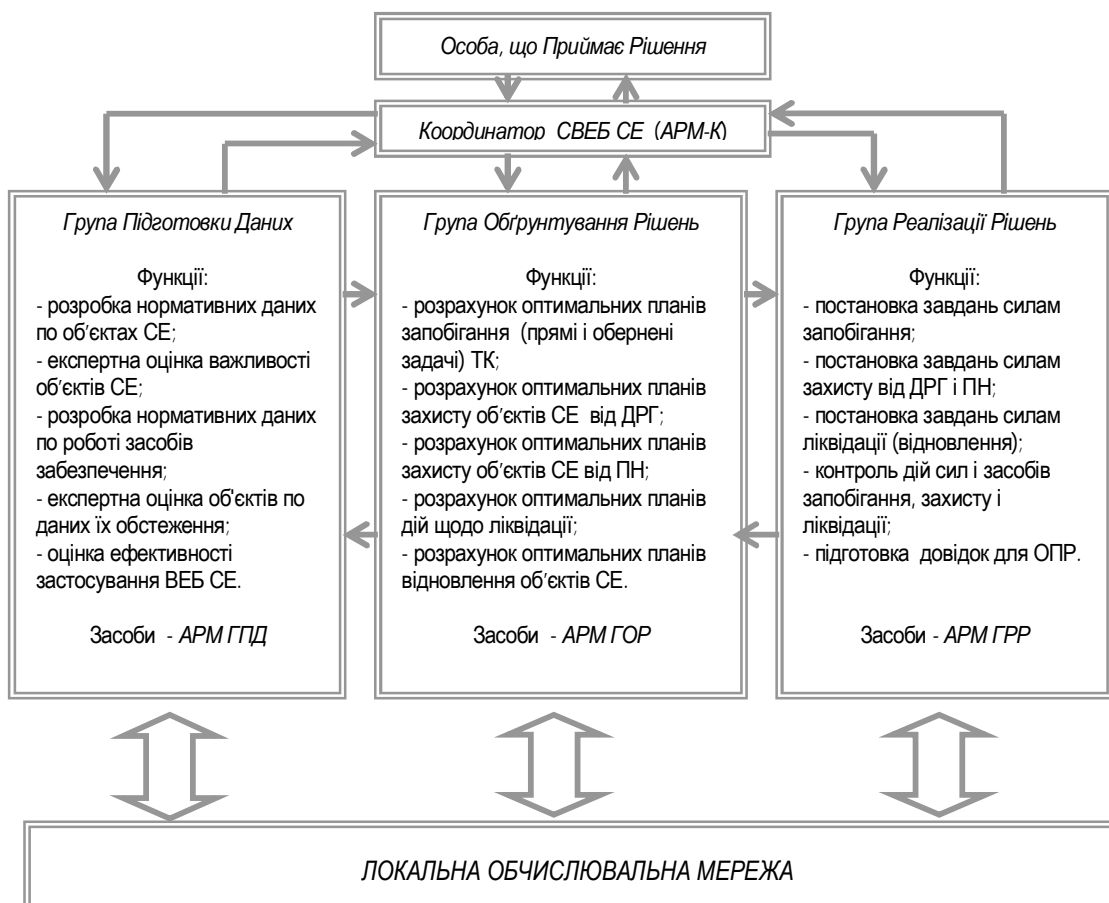 Особа, що Приймає Рішення
Координатор СВЕБ СЕ (АРМ-К)
Група Підготовки Даних
Функції:
- розробка нормативних даних
по об’єктах СЕ;
- експертна оцінка важливості
об’єктів СЕ;
- розробка нормативних даних
по роботі засобів
забезпечення;
- експертна оцінка об'єктів по
даних їх обстеження;
- оцінка ефективності
застосування ВЕБ СЕ.
Засоби - АРМ ГПД
Група Обґрунтування Рішень
Функції:
- розрахунок оптимальних планів
запобігання (прямі і обернені
задачі) ТК;
- розрахунок оптимальних планів
захисту об’єктів СЕ від ДРГ;
- розрахунок оптимальних планів
захисту об’єктів СЕ від ПН;
- розрахунок оптимальних планів
дій щодо ліквідації;
- розрахунок оптимальних планів
відновлення об’єктів СЕ.
Засоби - АРМ ГОР
Група Реалізації Рішень
Функції:
- постановка завдань силам
запобігання;
- постановка завдань силам
захисту від ДРГ і ПН;
- постановка завдань силам
ліквідації (відновлення);
- контроль дій сил і засобів
запобігання, захисту і
ліквідації;
- підготовка довідок для ОПР.
Засоби - АРМ ГРР
ЛОКАЛЬНА ОБЧИСЛЮВАЛЬНА МЕРЕЖА